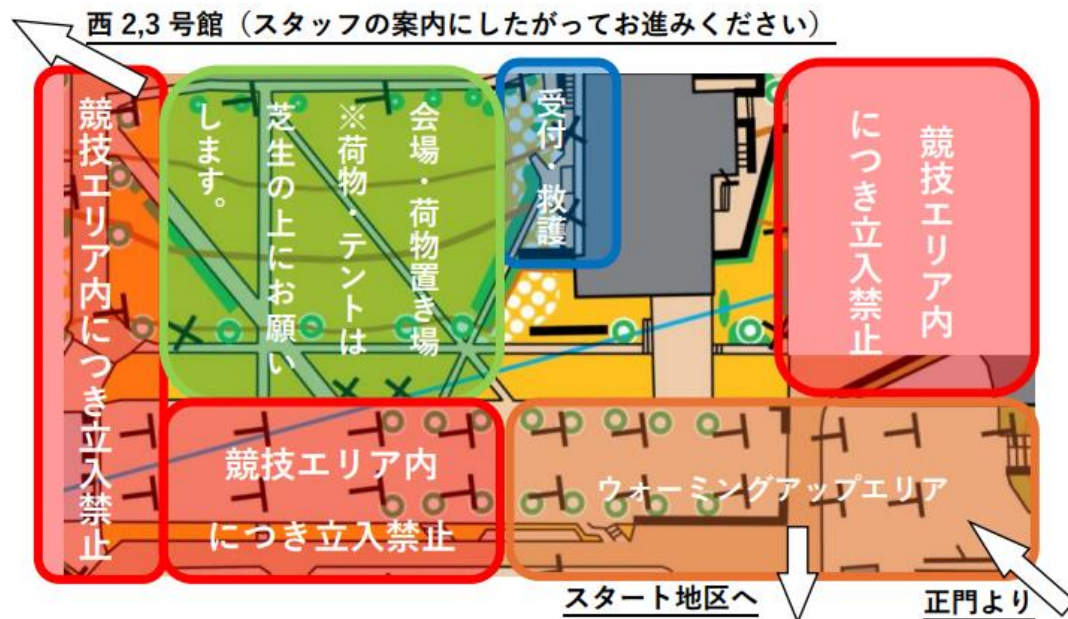 西 2,3 号館（スタッフの案内にしたがってお進みください）
競技エリア内につき立入禁止
会場・荷物置き場
※荷物・テントは
芝生の上にお願い
します。
受付・救護
競技エリア内
につき立入禁止
競技エリア内
につき立入禁止
ウォーミングアップエリア
スタート地区へ
正門より